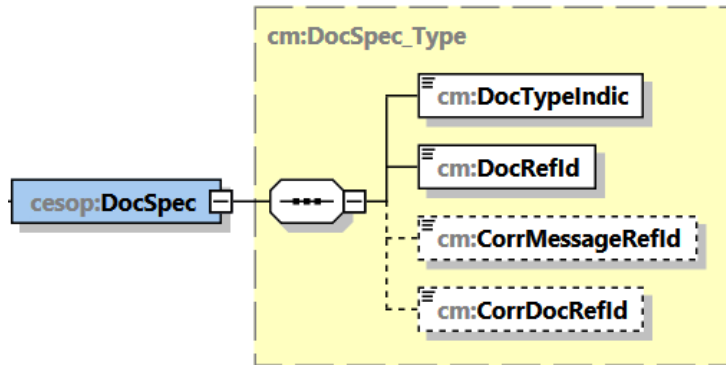 cm:DocSpec_Type
cm:DocTypeIndic
cm:DocRefId
cesop:DocSpec
cm:CorrMessageRefId
cm:CorrDocRefId